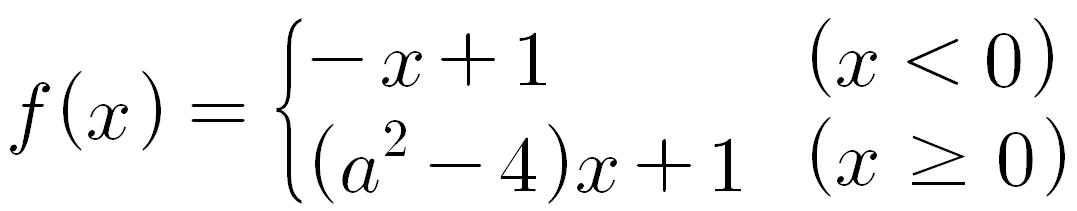 f(x) = { −x+1 (x < 0)
(a² − 4)x+1 (x ≥ 0)